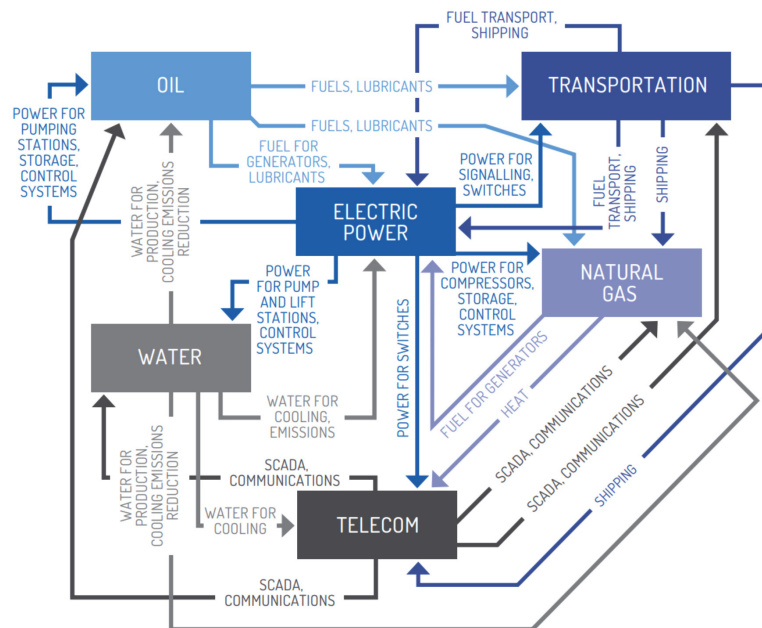 FUEL TRANSPORT,
SHIPPING
OIL
FUELS, LUBRICANTS
TRANSPORTATION
FUELS, LUBRICANTS
POWER FOR
PUMPING
STATIONS,
STORAGE,
CONTROL
SYSTEMS
FUEL FOR
GENERATORS,
LUBRICANTS
POWER FOR
SIGNALLING,
SWITCHES
FUEL
TRANSPORT,
SHIPPING
SHIPPING
WATER FOR
PRODUCTION,
COOLING EMISSIONS
REDUCTION
ELECTRIC
POWER
POWER
FOR PUMP
AND LIFT
STATIONS,
CONTROL
SYSTEMS
POWER FOR
COMPRESSORS,
STORAGE,
CONTROL
SYSTEMS
NATURAL
GAS
WATER
POWER FOR SWITCHES
FUEL FOR GENERATORS
HEAT
WATER FOR
COOLING,
EMISSIONS
SCADA, COMMUNICATIONS
SCADA, COMMUNICATIONS
SHIPPING
WATER FOR
PRODUCTION,
COOLING EMISSIONS
REDUCTION
SCADA,
COMMUNICATIONS
WATER FOR
COOLING
TELECOM
SCADA,
COMMUNICATIONS